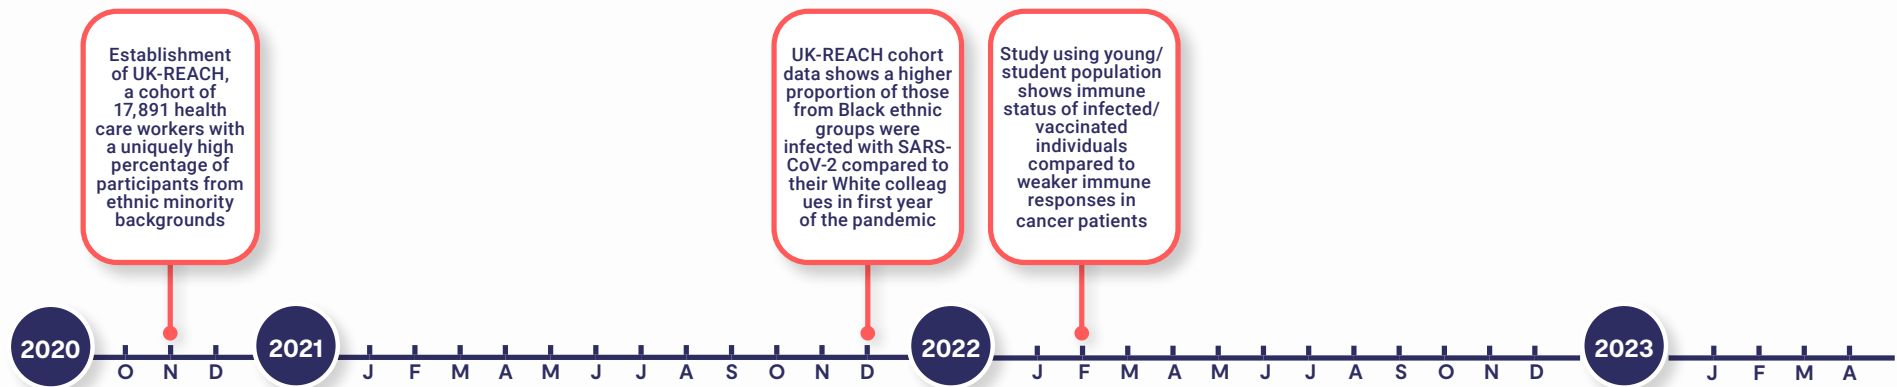 Establishment
of UK-REACH,
a cohort of
17,891 health
care workers with
a uniquely high
percentage of
participants from
ethnic minority
backgrounds
UK-REACH cohort
data shows a higher
proportion of those
from Black ethnic
groups were
infected with SARS-
CoV-2 compared to
their White colleag
ues in first year
of the pandemic
Study using young/
student population
shows immune
status of infected/
vaccinated
individuals
compared to
weaker immune
responses in
cancer patients
2020
O N D
2021
J F M A M J J A S O N D
2022
J F M A M J J A S O N D
2023
J F M A